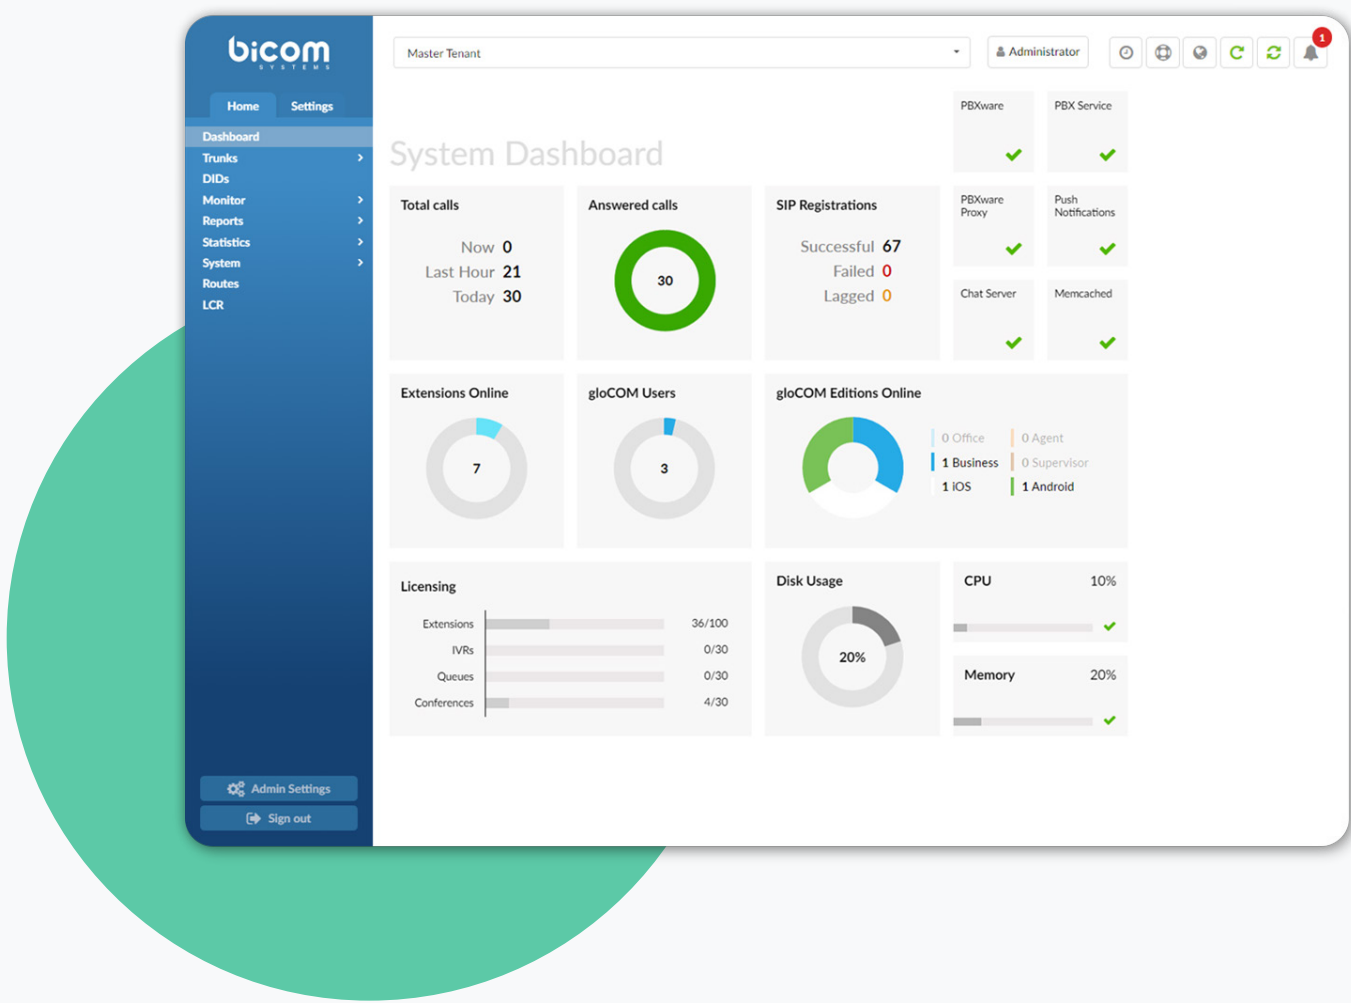 bicom
SYSTEMS
Master Tenant
Administrator
1
Home
Settings
Dashboard
Trunks
DIDs
Monitor
Reports
Statistics
System
Routes
LCR
Admin Settings
Sign out
System Dashboard
PBXware
PBX Service
Total calls
Now 0
Last Hour 21
Today 30
Answered calls
30
SIP Registrations
Successful 67
Failed 0
Lagged 0
PBXware
Proxy
Push
Notifications
Chat Server
Memcached
Extensions Online
7
gloCOM Users
3
gloCOM Editions Online
0 Office
0 Agent
1 Business
0 Supervisor
1 iOS
1 Android
Licensing
Extensions 36/100
IVRs 0/30
Queues 0/30
Conferences 4/30
Disk Usage
20%
CPU 10%
Memory 20%